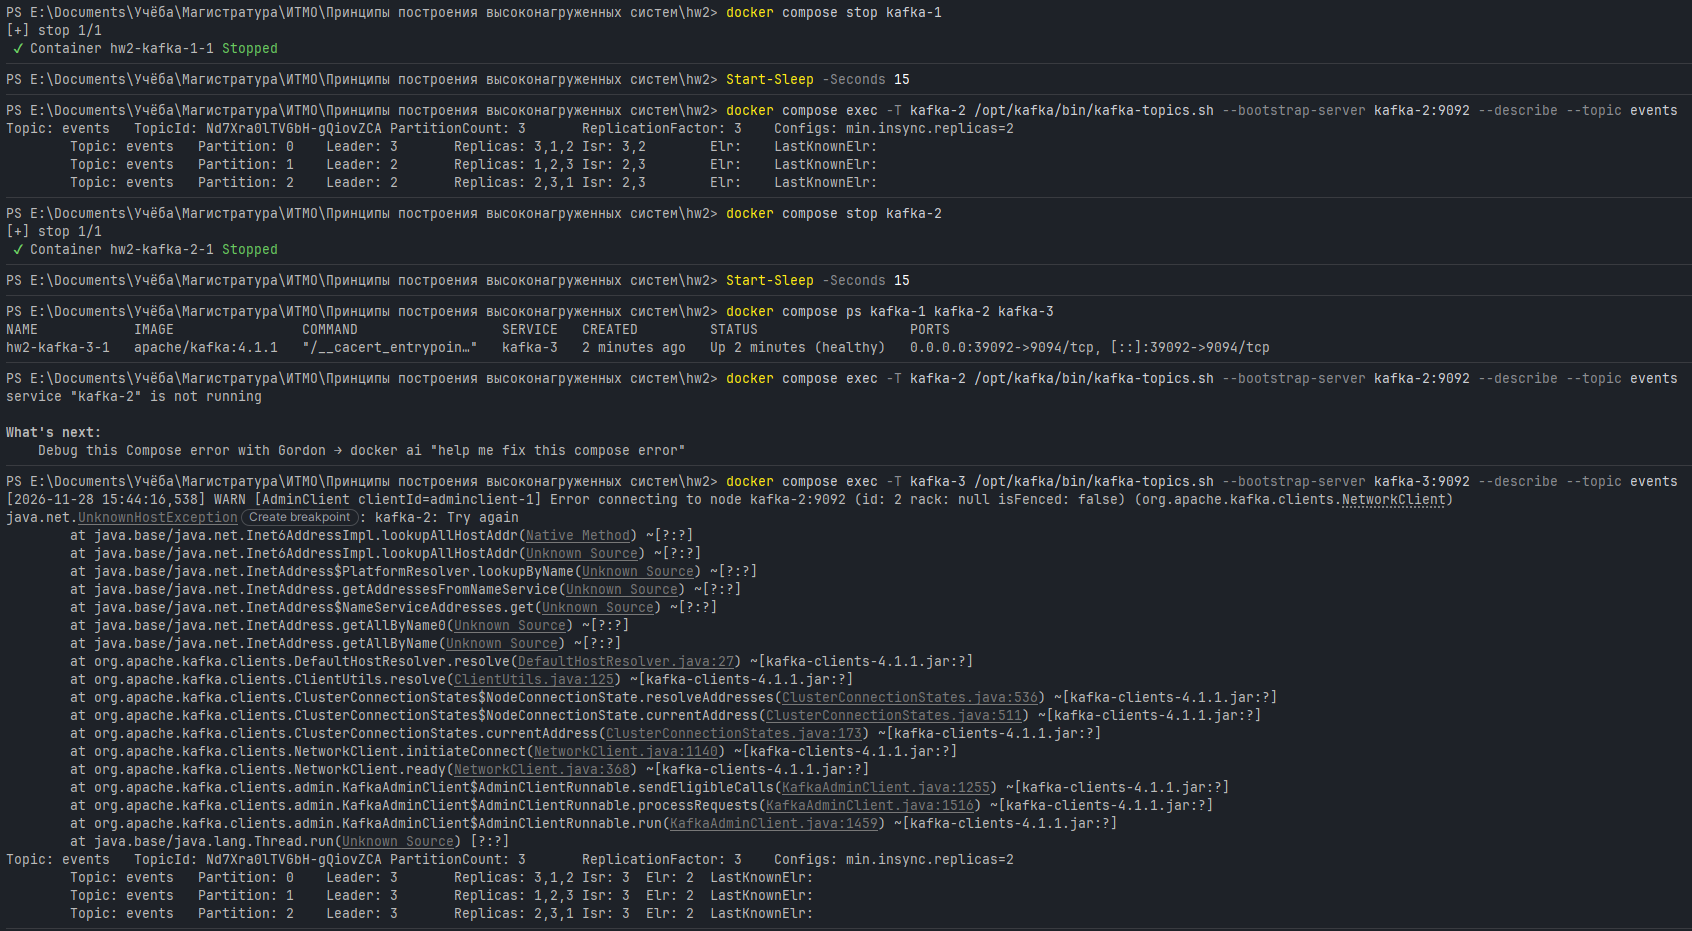 PS E:\Documents\Учёба\Магистратура\ИТМО\Принципы построения высоконагруженных систем\hw2> docker compose stop kafka-1
[+] stop 1/1
✓ Container hw2-kafka-1-1 Stopped
PS E:\Documents\Учёба\Магистратура\ИТМО\Принципы построения высоконагруженных систем\hw2> Start-Sleep -Seconds 15
PS E:\Documents\Учёба\Магистратура\ИТМО\Принципы построения высоконагруженных систем\hw2> docker compose exec -T kafka-2 /opt/kafka/bin/kafka-topics.sh --bootstrap-server kafka-2:9092 --describe --topic events
Topic: events TopicId: Nd7Xra0lTVGbH-gQiovZCA PartitionCount: 3 ReplicationFactor: 3 Configs: min.insync.replicas=2
Topic: events Partition: 0 Leader: 3 Replicas: 3,1,2 Isr: 3,2 Elr: LastKnownElr:
Topic: events Partition: 1 Leader: 2 Replicas: 1,2,3 Isr: 2,3 Elr: LastKnownElr:
Topic: events Partition: 2 Leader: 2 Replicas: 2,3,1 Isr: 2,3 Elr: LastKnownElr:
PS E:\Documents\Учёба\Магистратура\ИТМО\Принципы построения высоконагруженных систем\hw2> docker compose stop kafka-2
[+] stop 1/1
✓ Container hw2-kafka-2-1 Stopped
PS E:\Documents\Учёба\Магистратура\ИТМО\Принципы построения высоконагруженных систем\hw2> Start-Sleep -Seconds 15
PS E:\Documents\Учёба\Магистратура\ИТМО\Принципы построения высоконагруженных систем\hw2> docker compose ps kafka-1 kafka-2 kafka-3
NAME IMAGE COMMAND SERVICE CREATED STATUS PORTS
hw2-kafka-3-1 apache/kafka:4.1.1 "/__cacert_entrypoin…" kafka-3 2 minutes ago Up 2 minutes (healthy) 0.0.0.0:39092->9094/tcp, [::]:39092->9094/tcp
PS E:\Documents\Учёба\Магистратура\ИТМО\Принципы построения высоконагруженных систем\hw2> docker compose exec -T kafka-2 /opt/kafka/bin/kafka-topics.sh --bootstrap-server kafka-2:9092 --describe --topic events
service "kafka-2" is not running
What's next:
Debug this Compose error with Gordon → docker ai "help me fix this compose error"
PS E:\Documents\Учёба\Магистратура\ИТМО\Принципы построения высоконагруженных систем\hw2> docker compose exec -T kafka-3 /opt/kafka/bin/kafka-topics.sh --bootstrap-server kafka-3:9092 --describe --topic events
[2026-11-28 15:44:16,538] WARN [AdminClient clientId=adminclient-1] Error connecting to node kafka-2:9092 (id: 2 rack: null isFenced: false) (org.apache.kafka.clients.NetworkClient)
java.net.UnknownHostException Create breakpoint : kafka-2: Try again
at java.base/java.net.Inet6AddressImpl.lookupAllHostAddr(Native Method) ~[?:?]
at java.base/java.net.Inet6AddressImpl.lookupAllHostAddr(Unknown Source) ~[?:?]
at java.base/java.net.InetAddress$PlatformResolver.lookupByName(Unknown Source) ~[?:?]
at java.base/java.net.InetAddress.getAddressesFromNameService(Unknown Source) ~[?:?]
at java.base/java.net.InetAddress$NameServiceAddresses.get(Unknown Source) ~[?:?]
at java.base/java.net.InetAddress.getAllByName0(Unknown Source) ~[?:?]
at java.base/java.net.InetAddress.getAllByName(Unknown Source) ~[?:?]
at org.apache.kafka.clients.DefaultHostResolver.resolve(DefaultHostResolver.java:27) ~[kafka-clients-4.1.1.jar:?]
at org.apache.kafka.clients.ClientUtils.resolve(ClientUtils.java:125) ~[kafka-clients-4.1.1.jar:?]
at org.apache.kafka.clients.ClusterConnectionStates$NodeConnectionState.resolveAddresses(ClusterConnectionStates.java:536) ~[kafka-clients-4.1.1.jar:?]
at org.apache.kafka.clients.ClusterConnectionStates$NodeConnectionState.currentAddress(ClusterConnectionStates.java:511) ~[kafka-clients-4.1.1.jar:?]
at org.apache.kafka.clients.ClusterConnectionStates.currentAddress(ClusterConnectionStates.java:173) ~[kafka-clients-4.1.1.jar:?]
at org.apache.kafka.clients.NetworkClient.initiateConnect(NetworkClient.java:1140) ~[kafka-clients-4.1.1.jar:?]
at org.apache.kafka.clients.NetworkClient.ready(NetworkClient.java:368) ~[kafka-clients-4.1.1.jar:?]
at org.apache.kafka.clients.admin.KafkaAdminClient$AdminClientRunnable.sendEligibleCalls(KafkaAdminClient.java:1255) ~[kafka-clients-4.1.1.jar:?]
at org.apache.kafka.clients.admin.KafkaAdminClient$AdminClientRunnable.processRequests(KafkaAdminClient.java:1516) ~[kafka-clients-4.1.1.jar:?]
at org.apache.kafka.clients.admin.KafkaAdminClient$AdminClientRunnable.run(KafkaAdminClient.java:1459) ~[kafka-clients-4.1.1.jar:?]
at java.base/java.lang.Thread.run(Unknown Source) [?:?]
Topic: events TopicId: Nd7Xra0lTVGbH-gQiovZCA PartitionCount: 3 ReplicationFactor: 3 Configs: min.insync.replicas=2
Topic: events Partition: 0 Leader: 3 Replicas: 3,1,2 Isr: 3 Elr: 2 LastKnownElr:
Topic: events Partition: 1 Leader: 3 Replicas: 1,2,3 Isr: 3 Elr: 2 LastKnownElr:
Topic: events Partition: 2 Leader: 3 Replicas: 2,3,1 Isr: 3 Elr: 2 LastKnownElr: